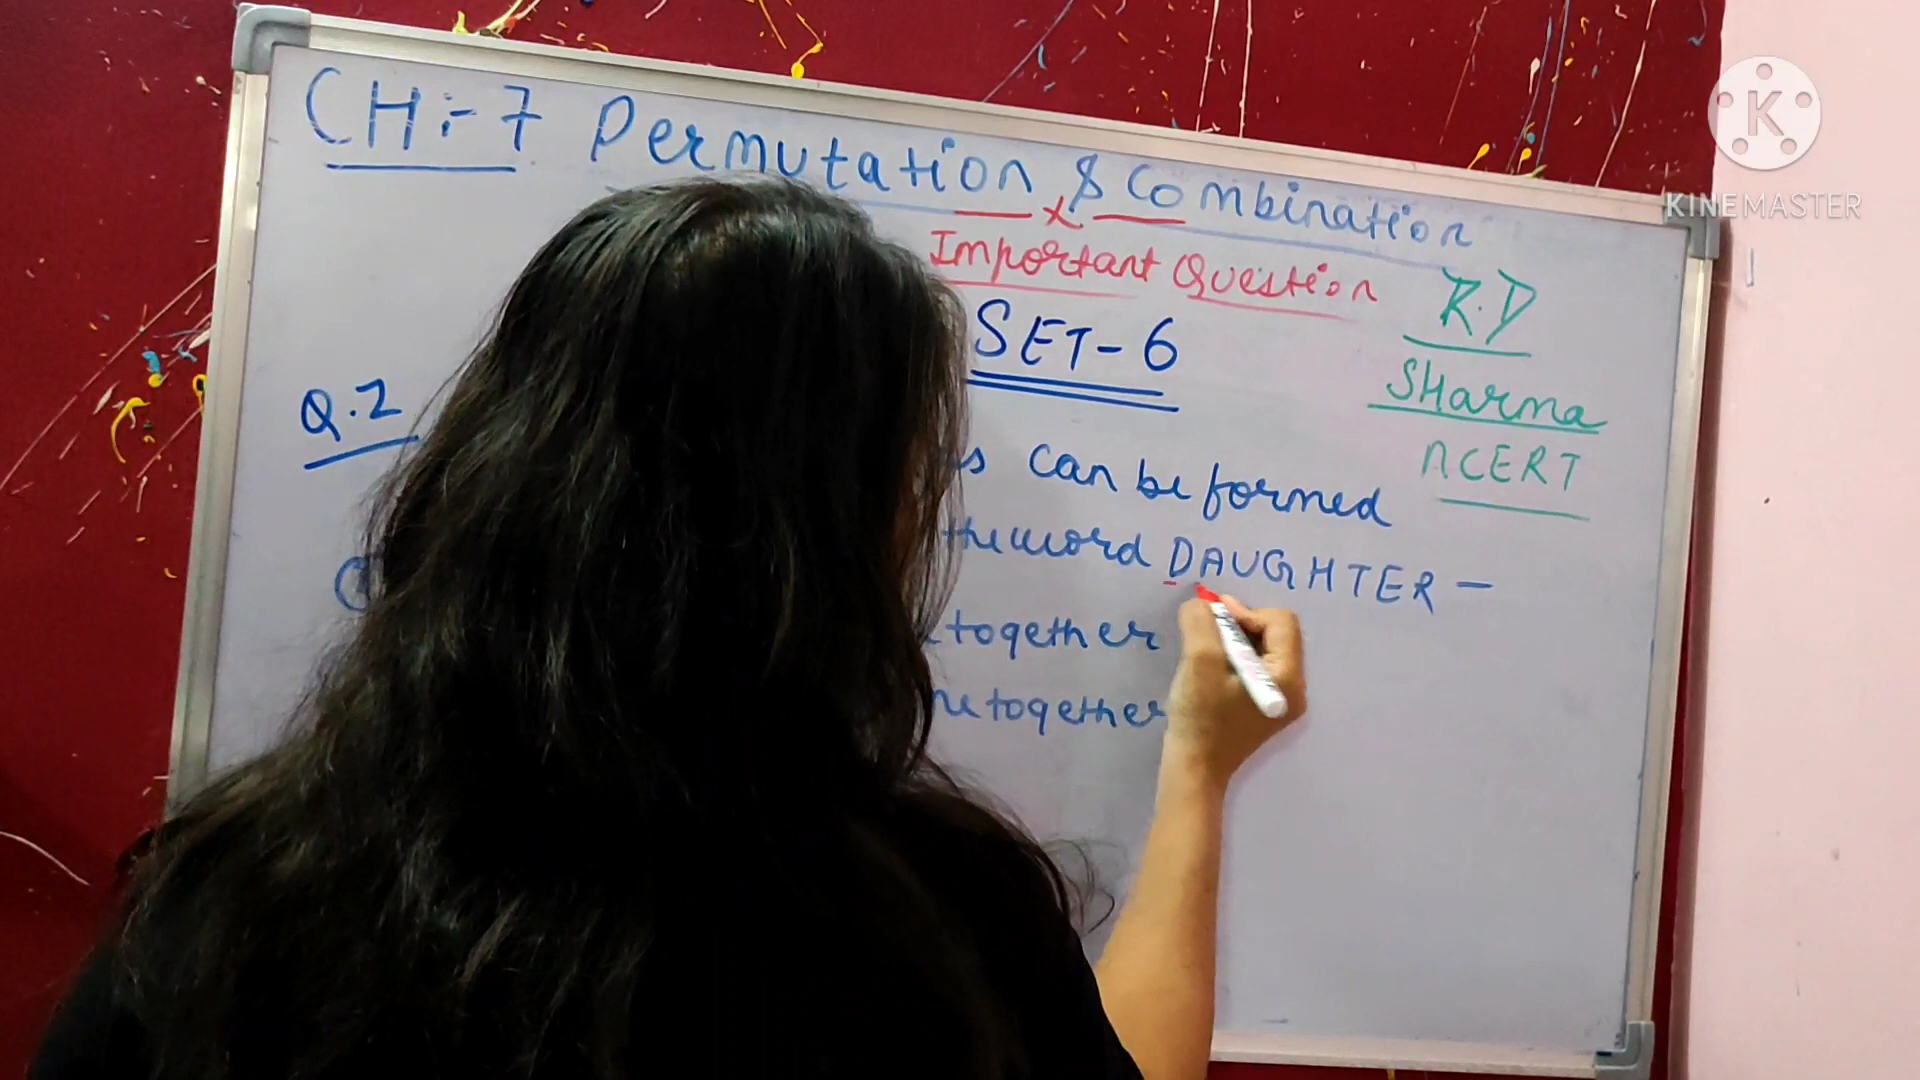 CH:- 7 Permutation & Combination
Important Question
R.D
SHarma
NCERT
SET-6
Q.2
can be formed
the word DAUGHTER -
together
together
K
KINEMASTER